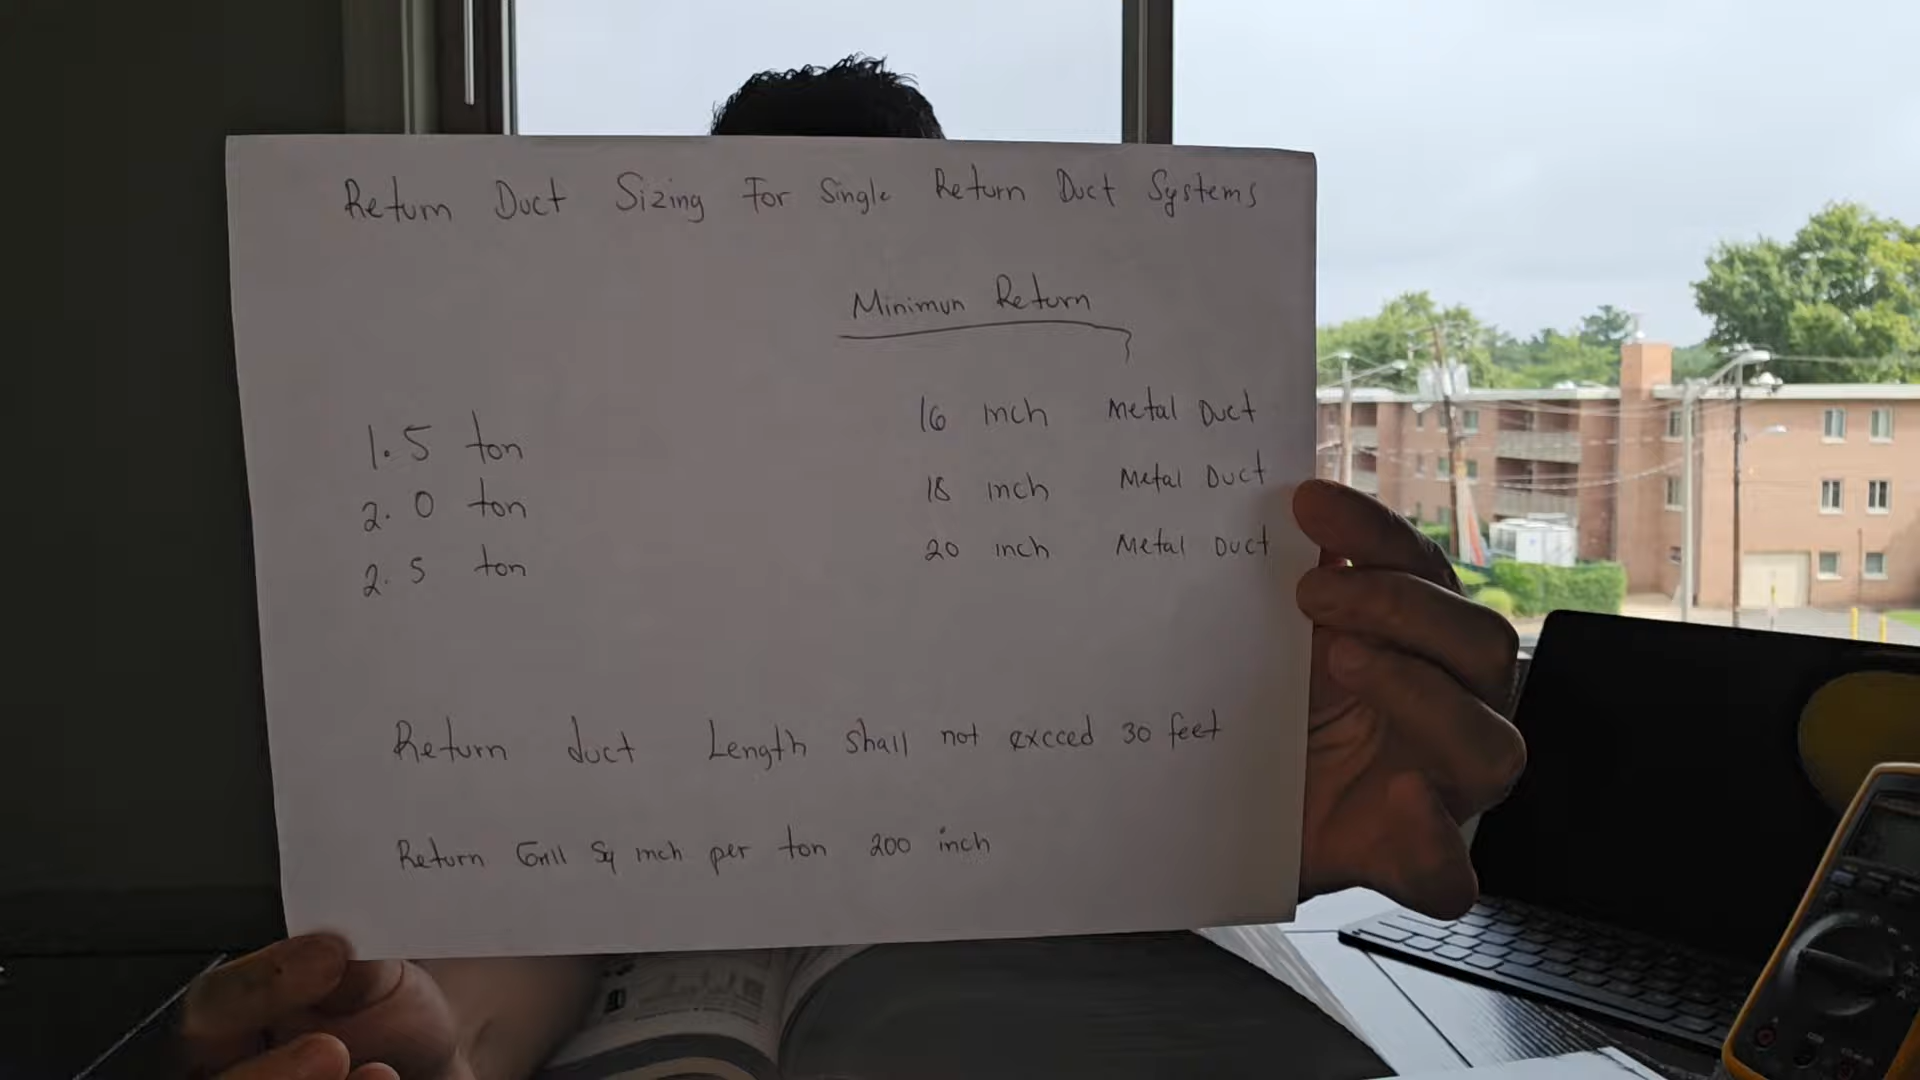 Return Duct Sizing For Single Return Duct Systems
Minimun Return
1.5 ton 16 inch Metal Duct
2.0 ton 18 inch Metal Duct
2.5 ton 20 inch Metal Duct
Return duct Length shall not exceed 30 feet
Return Grill Sq inch per ton 200 inch